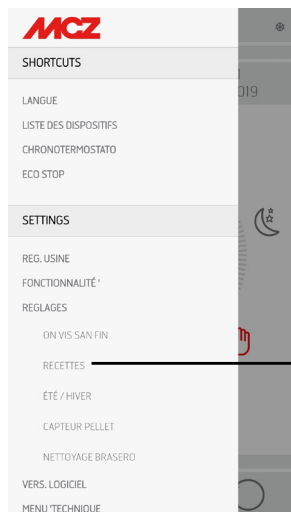 MCZ
SHORTCUTS
019
LANGUE
LISTE DES DISPOSITIFS
CHRONOTERMOSTATO
ECO STOP
SETTINGS
REG. USINE
FONCTIONNALITÉ '
REGLAGES
ON VIS SAN FIN
RECETTES
ÉTÉ / HIVER
CAPTEUR PELLET
NETTOYAGE BRASERO
VERS. LOGICIEL
MENU 'TECHNIQUE